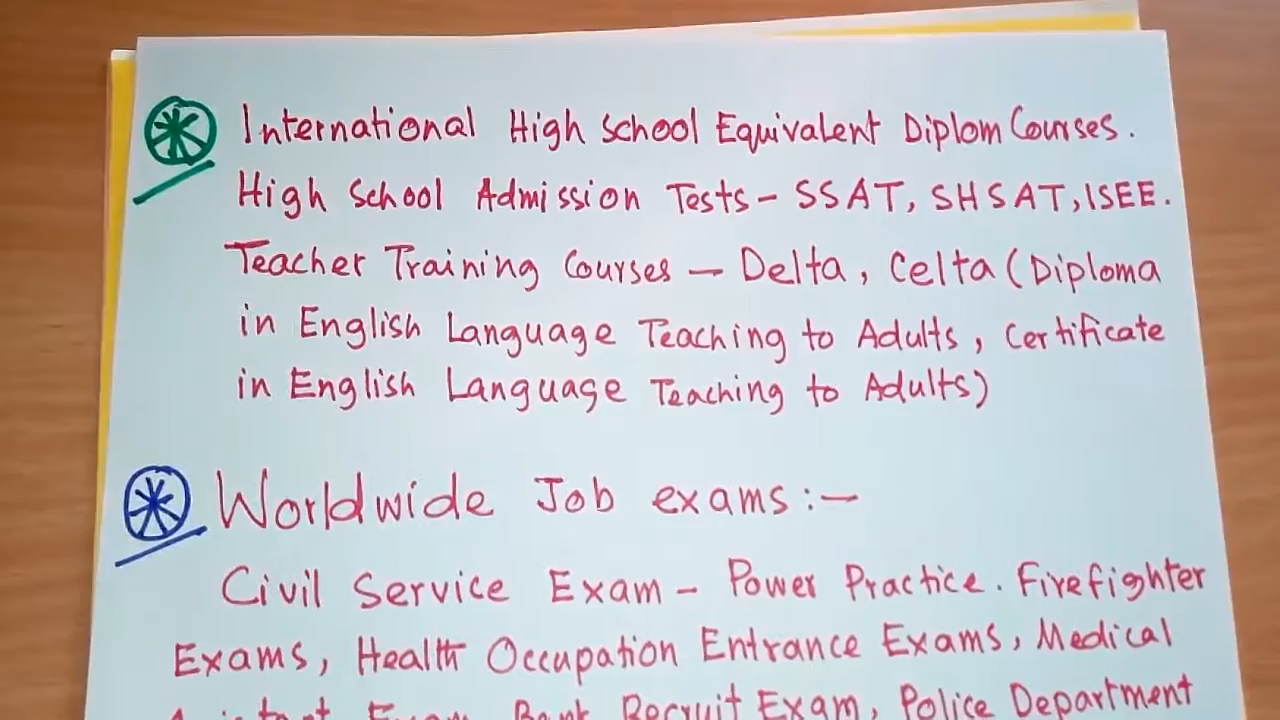 International High School Equivalent Diplom Courses.
High School Admission Tests - SSAT, SHSAT, ISEE.
Teacher Training Courses - Delta, Celta (Diploma
in English Language Teaching to Adults, Certificate
in English Language Teaching to Adults)
Worldwide Job exams :-
Civil Service Exam - Power Practice. Firefighter
Exams, Health Occupation Entrance Exams, Medical
Bank Recruit Exam, Police Department